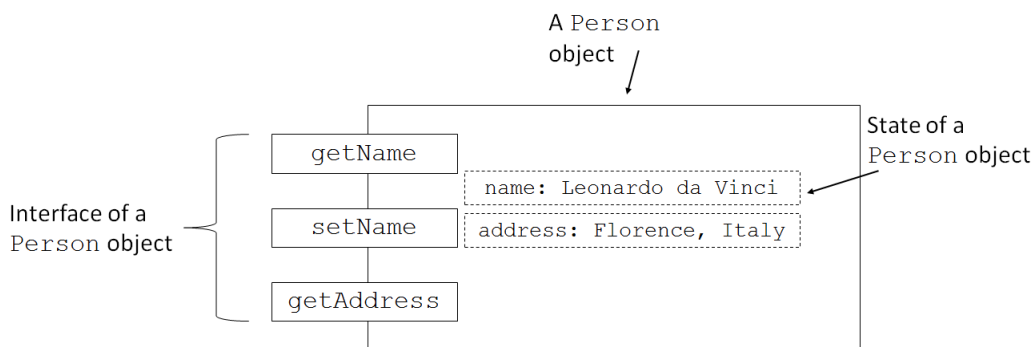 A Person
object
State of a
Person object
getName
name: Leonardo da Vinci
Interface of a
Person object
setName
address: Florence, Italy
getAddress